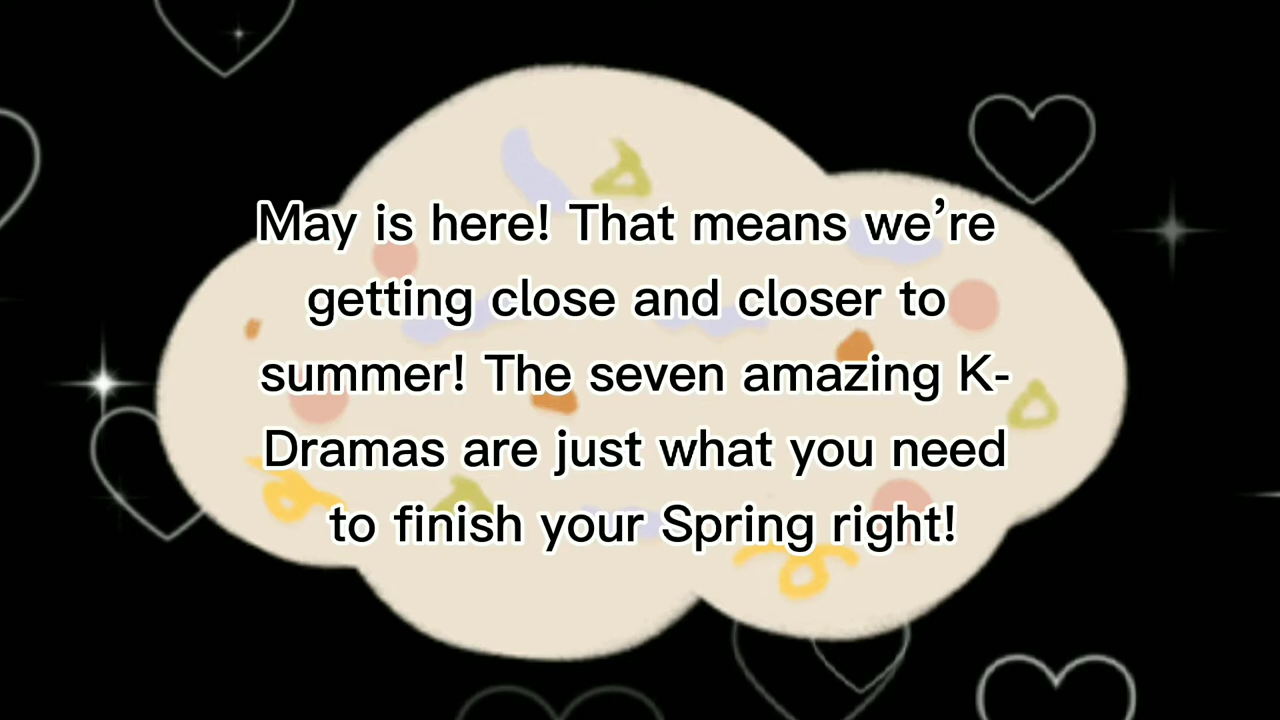 May is here! That means we’re
getting close and closer to
summer! The seven amazing K-
Dramas are just what you need
to finish your Spring right!